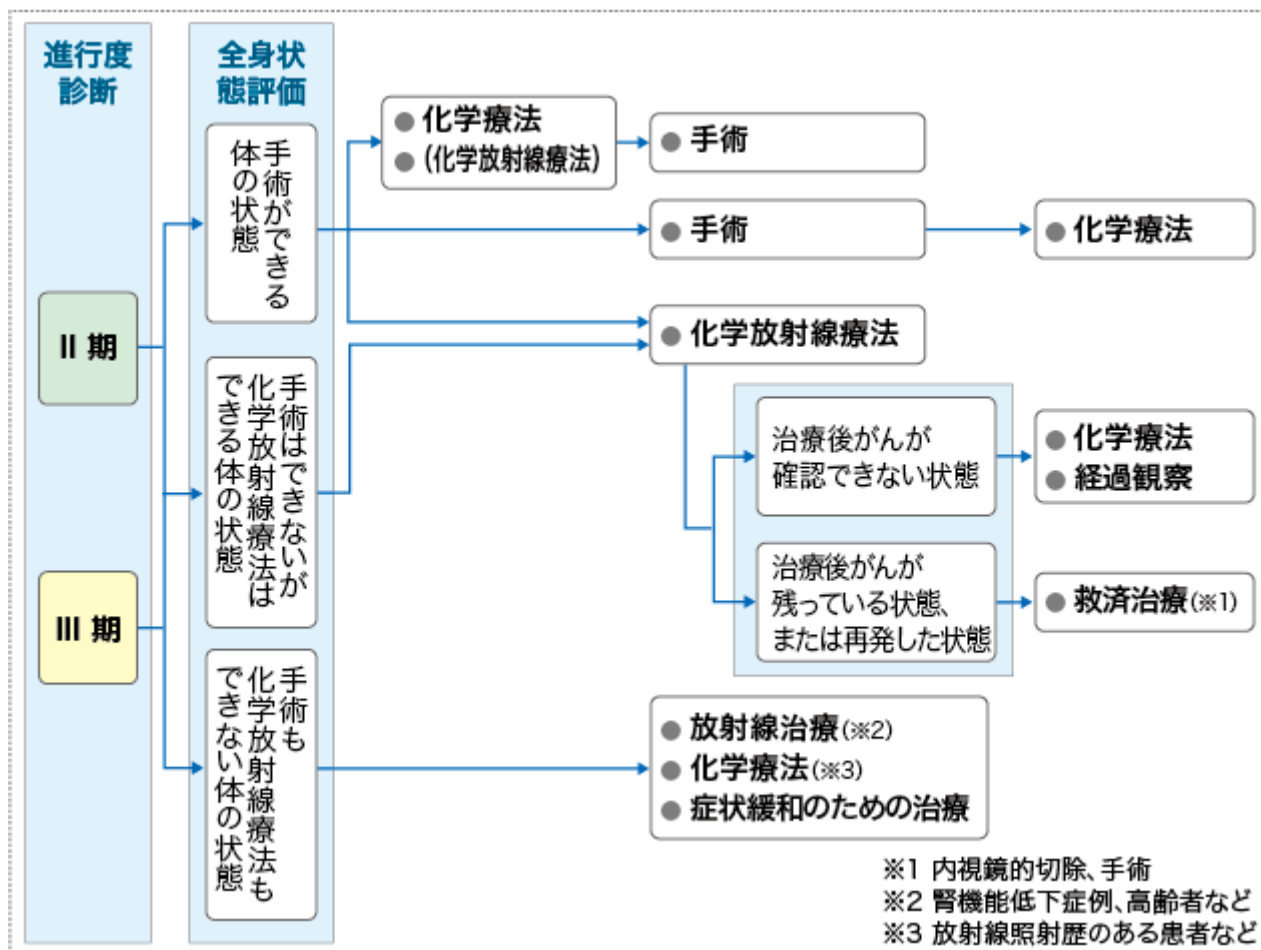 進行度
診断
全身状
態評価
II 期
III 期
手術ができる
体の状態
手術はできないが
化学放射線療法は
できる体の状態
手術も
化学放射線療法も
できない体の状態
● 化学療法
● (化学放射線療法)
● 手術
● 手術
● 化学療法
● 化学放射線療法
治療後がんが
確認できない状態
● 化学療法
● 経過観察
治療後がんが
残っている状態、
または再発した状態
● 救済治療(※1)
● 放射線治療(※2)
● 化学療法(※3)
● 症状緩和のための治療
※1 内視鏡的切除、手術
※2 腎機能低下症例、高齢者など
※3 放射線照射歴のある患者など